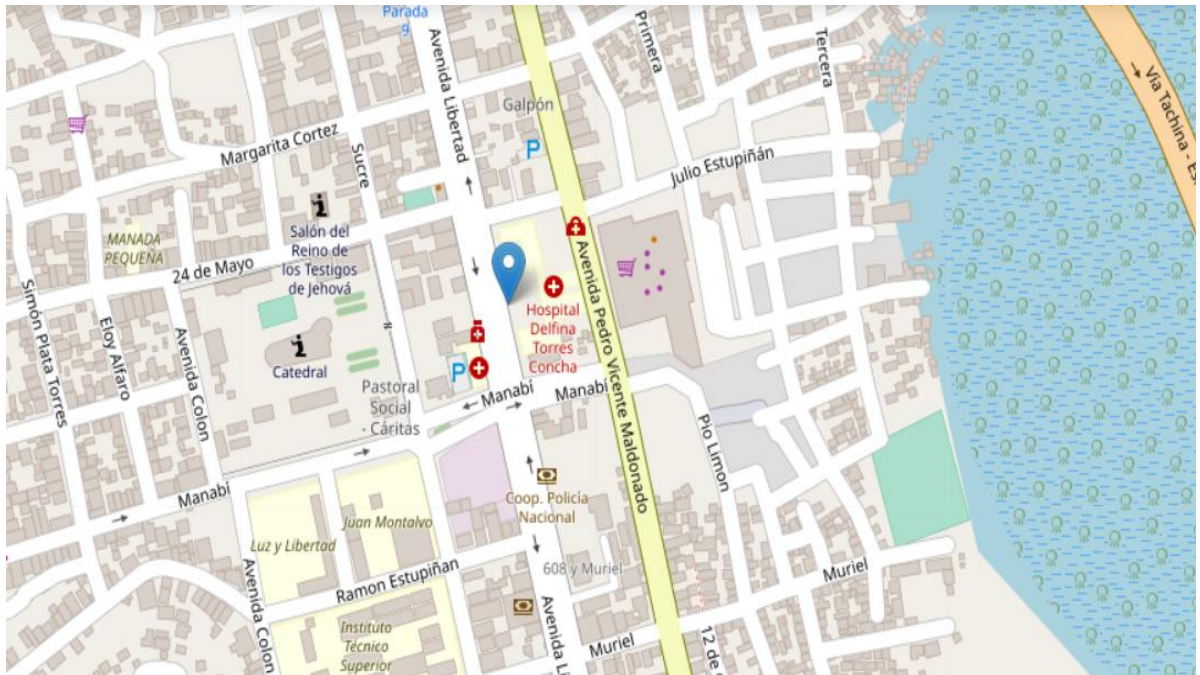 Parada
9
Avenida Libertad
Primera
Tercera
Vía Tachina - Es
Galpón
P
Margarita Cortez
Sucre
Julio Estupiñán
MANADA
PEQUEÑA
Salón del
Reino de
los Testigos
de Jehová
24 de Mayo
Avenida Pedro Vicente Maldonado
Hospital
Delfina
Torres
Concha
Simón Plata Torres
Eloy Alfaro
Avenida Colon
Catedral
P
Pastoral
Social
- Cáritas
Manabí
Manabí
Pio Limon
Manabí
Coop. Policía
Nacional
Juan Montalvo
Luz y Libertad
608 y Muriel
Ramon Estupiñan
Muriel
Avenida Colon
Avenida Li
Instituto
Técnico
Superior
Muriel
12 de